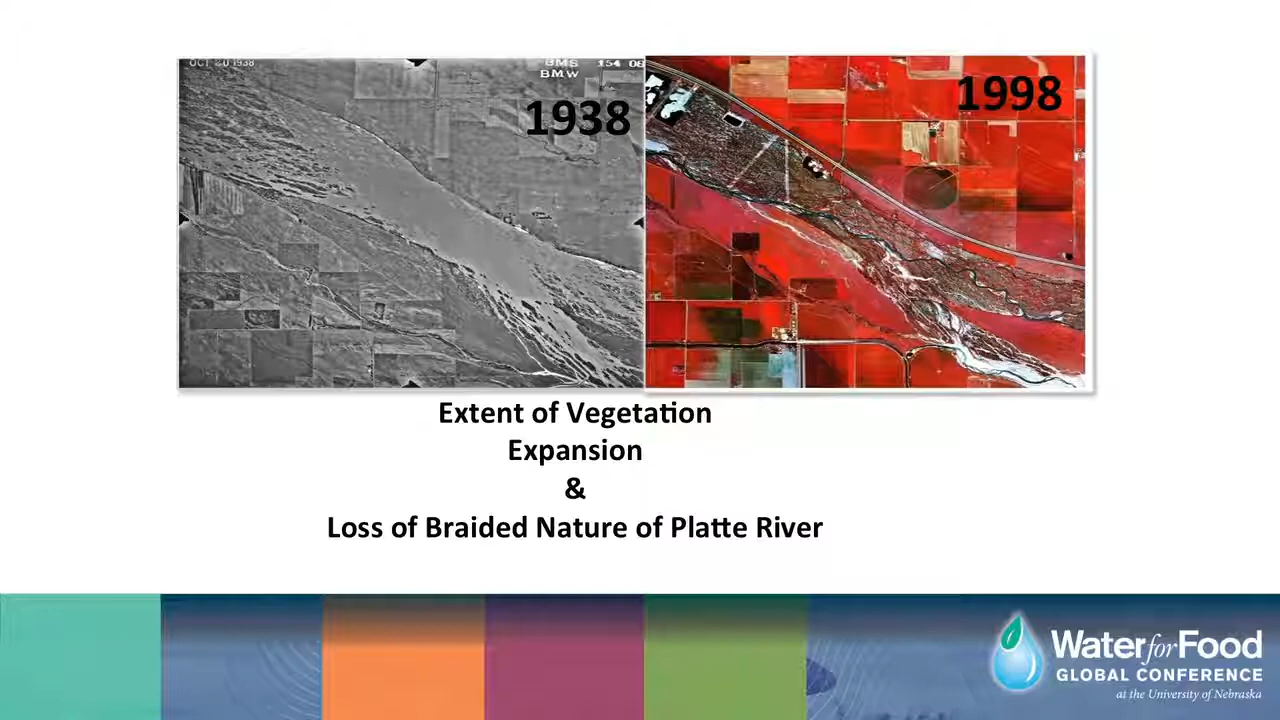 OCT 20 1938
BMS 154 08
BMW
1938
1998
Extent of Vegetation
Expansion
&
Loss of Braided Nature of Platte River
Water for Food
GLOBAL CONFERENCE
at the University of Nebraska